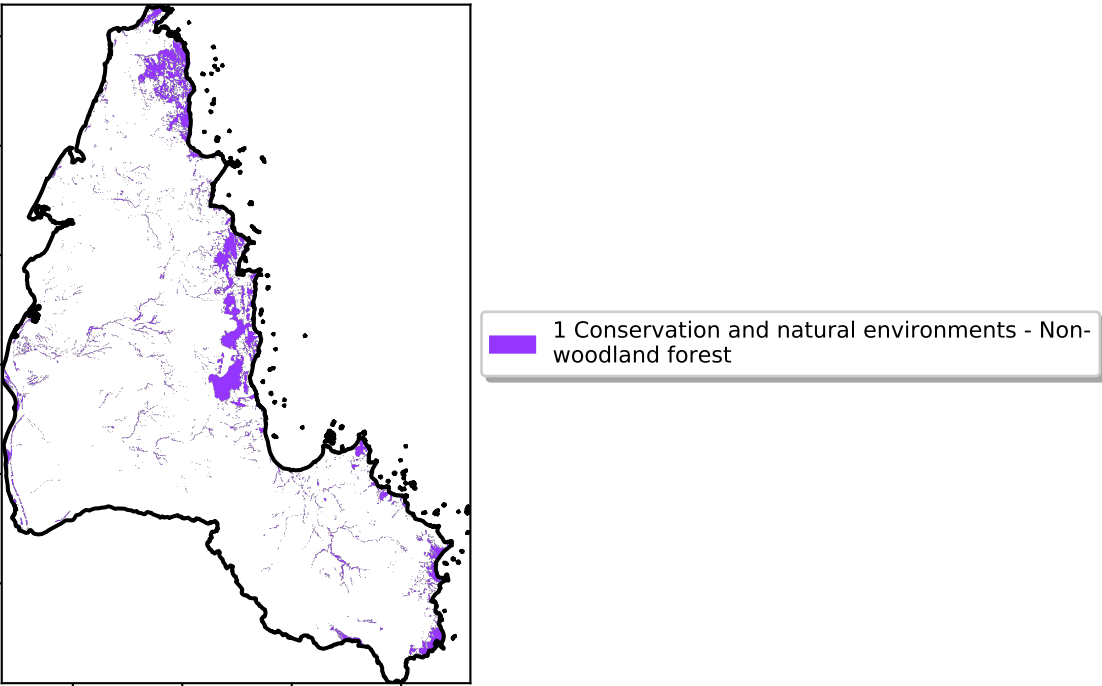 1 Conservation and natural environments - Non-
woodland forest